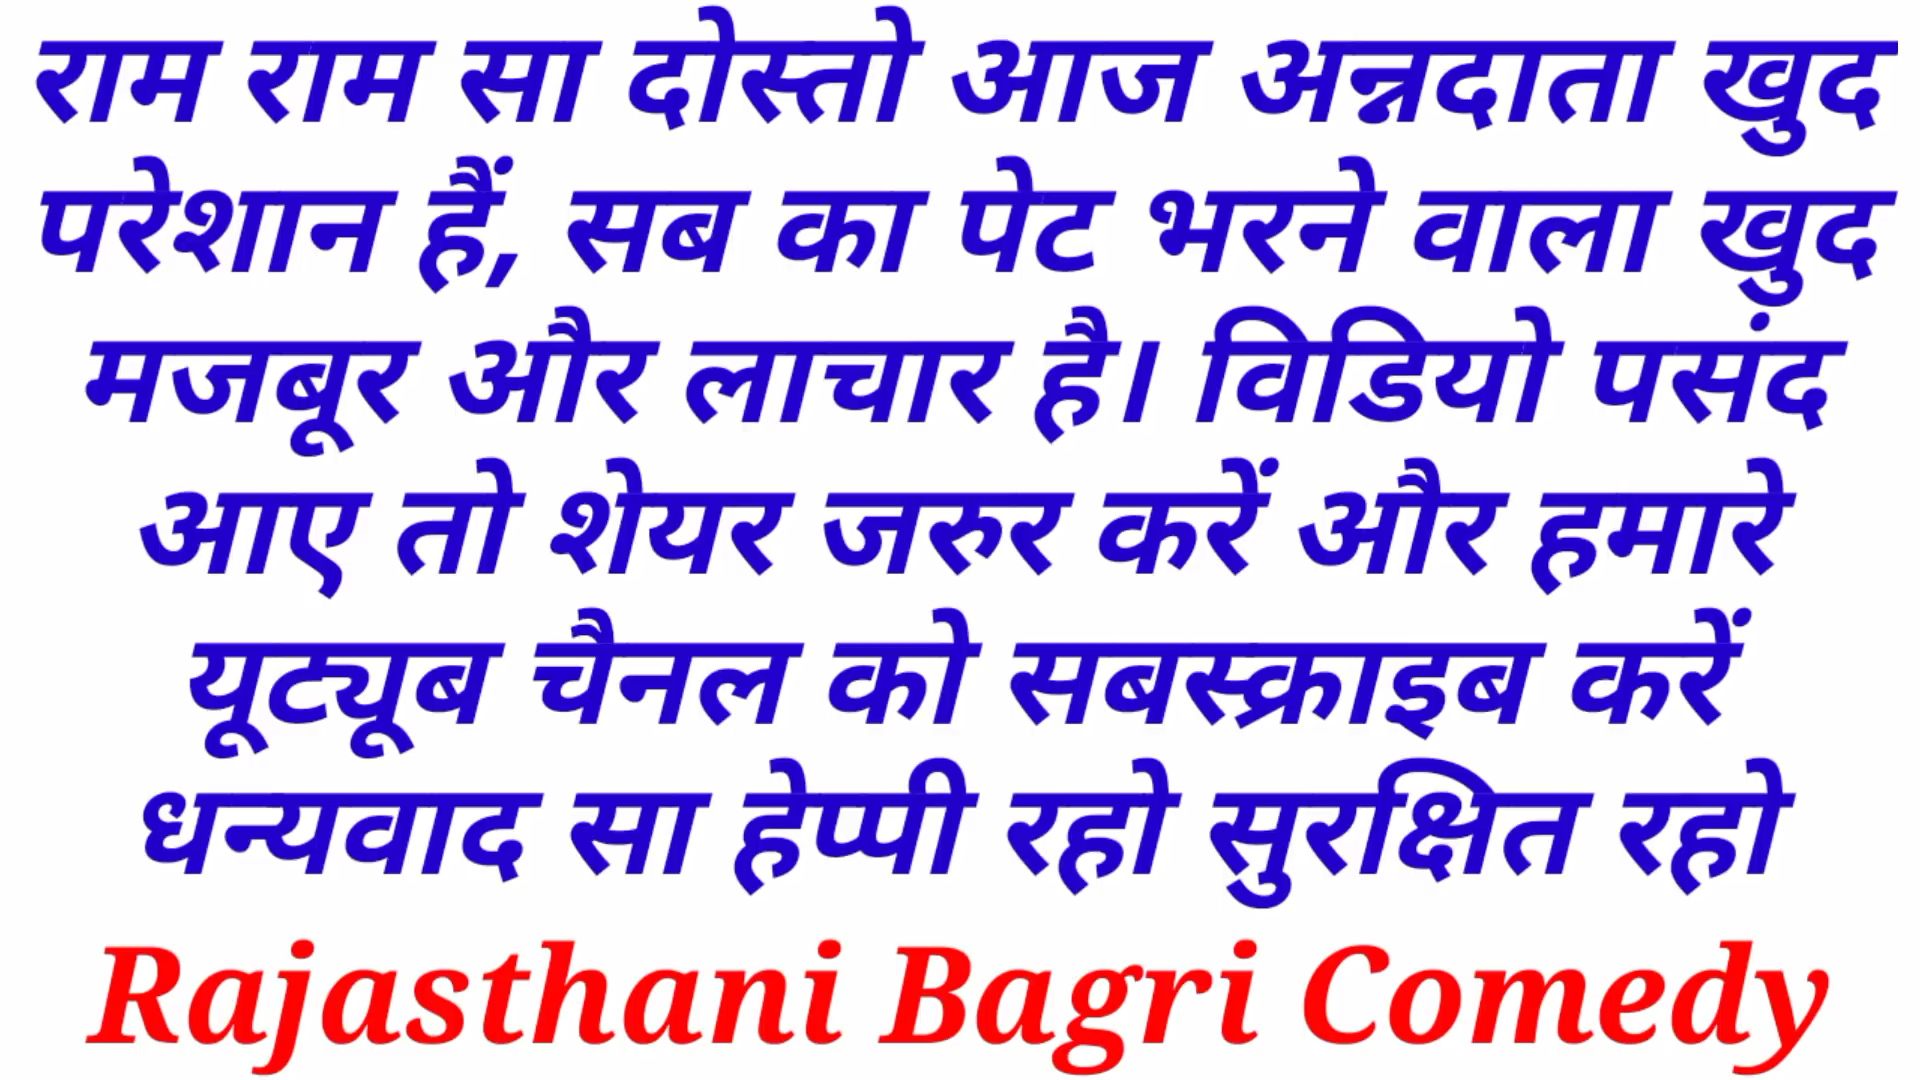 राम राम सा दोस्तो आज अन्नदाता खुद
परेशान हैं, सब का पेट भरने वाला खुद
मजबूर और लाचार है। विडियो पसंद
आए तो शेयर जरुर करें और हमारे
यूट्यूब चैनल को सबस्क्राइब करें
धन्यवाद सा हेप्पी रहो सुरक्षित रहो
Rajasthani Bagri Comedy